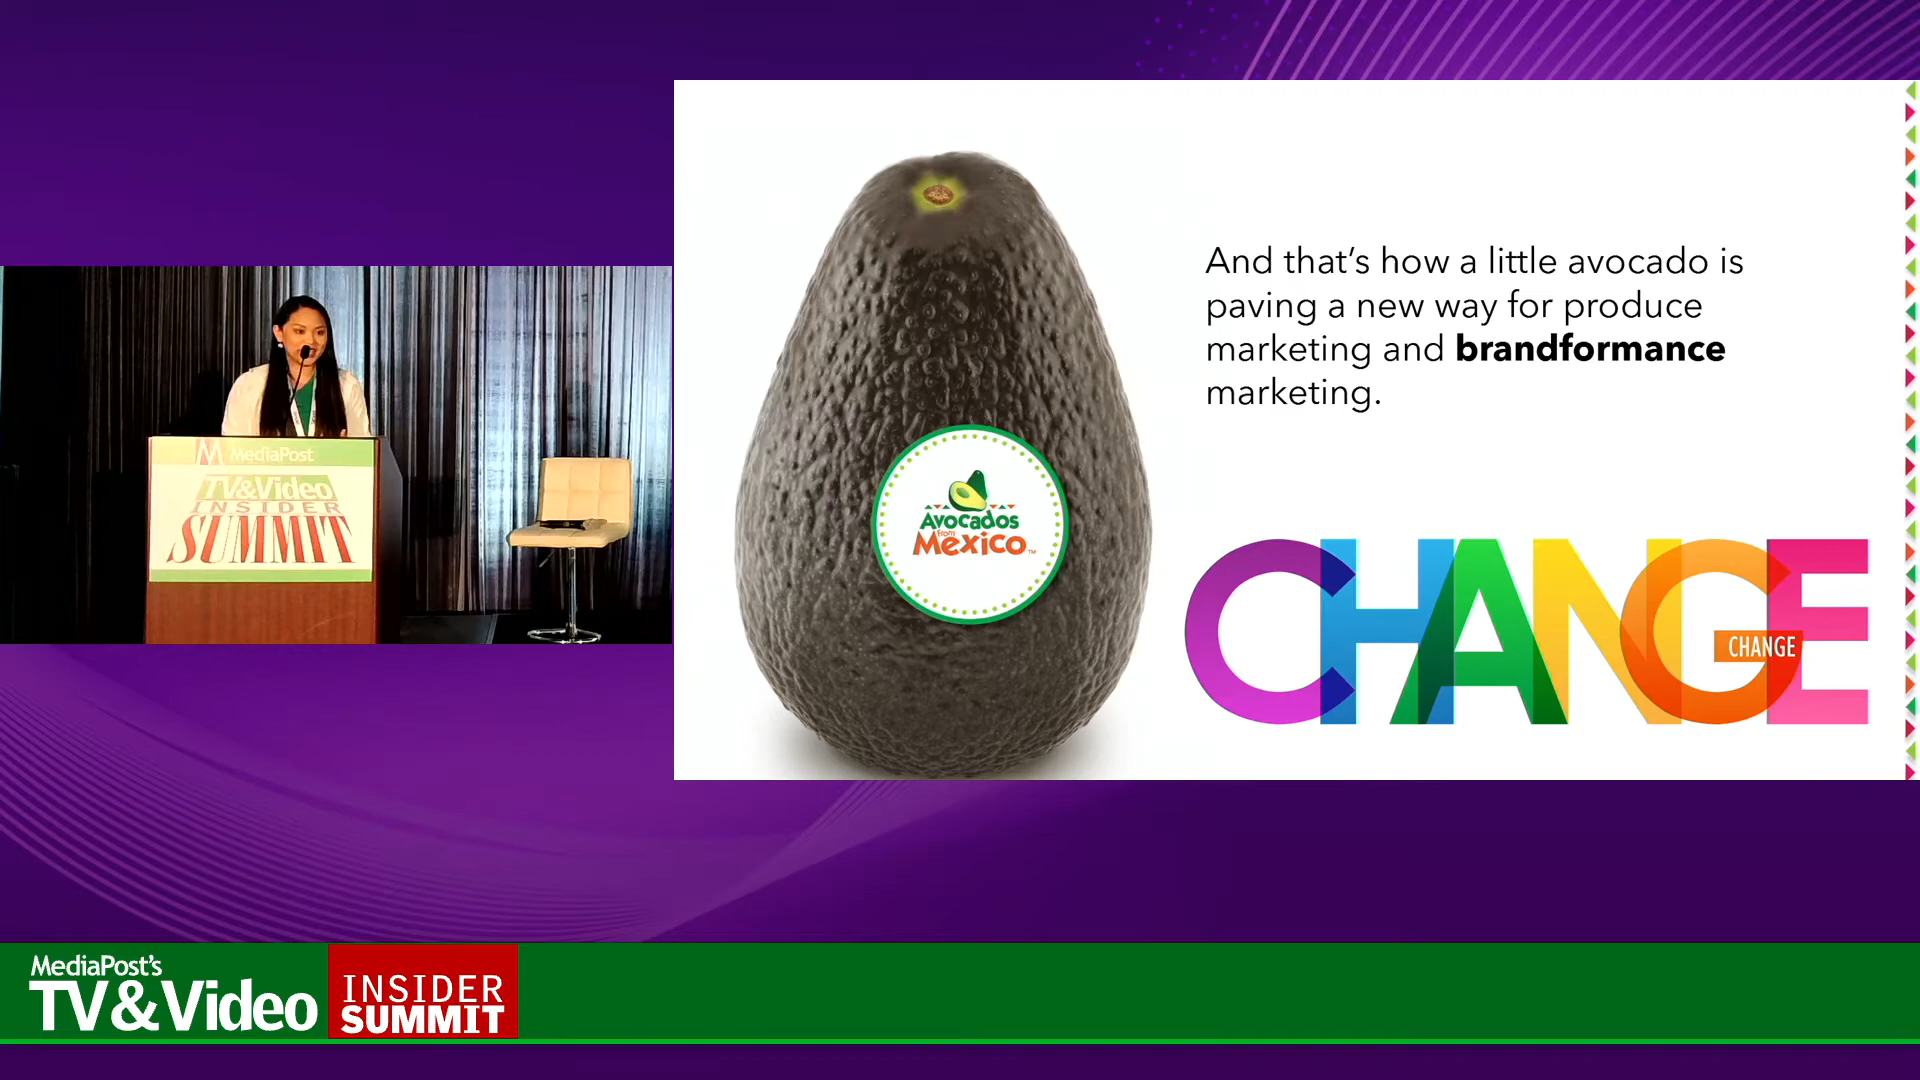 And that's how a little avocado is
paving a new way for produce
marketing and brandformance
marketing.
Avocados
from
Mexico™
CHANGE
CHANGE
MediaPost
TV&Video
INSIDER
SUMMIT
MediaPost's
TV&Video
INSIDER
SUMMIT